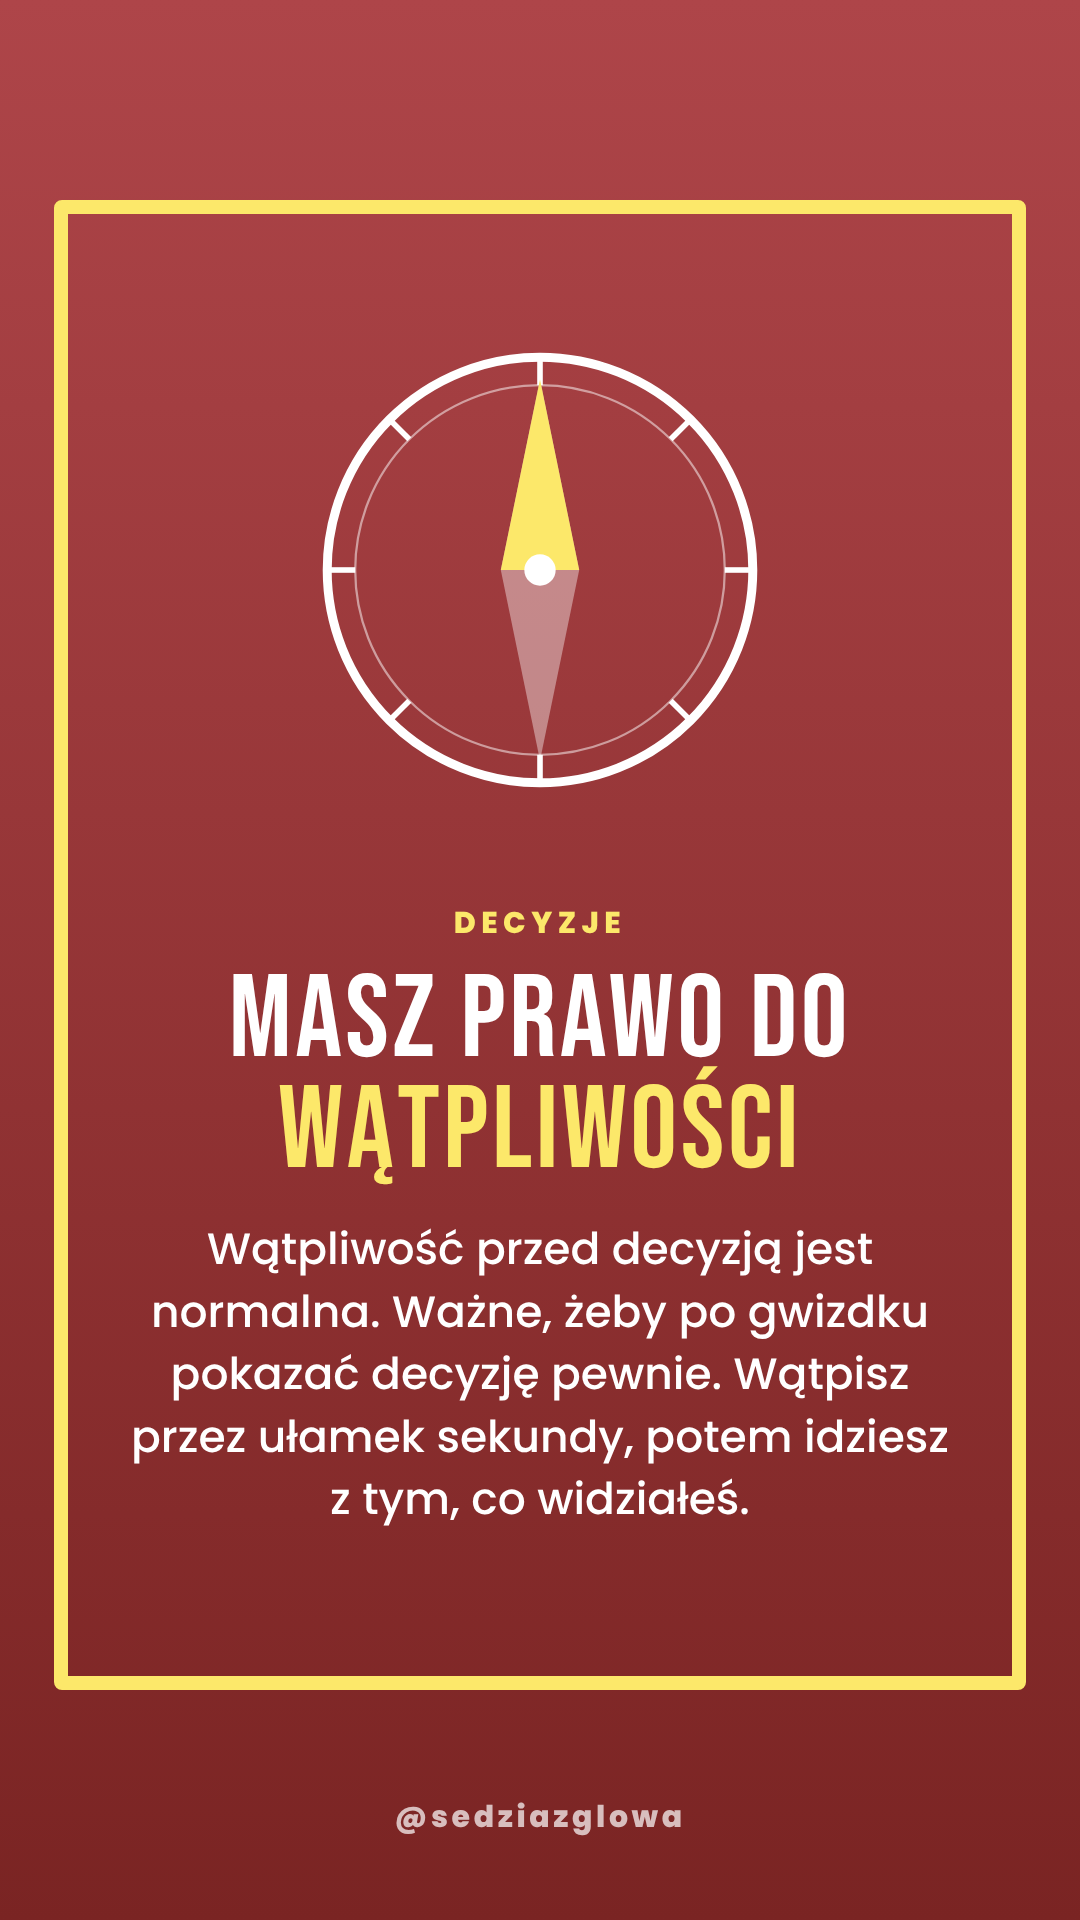 DECYZJE
MASZ PRAWO DO
WĄTPLIWOŚCI
Wątpliwość przed decyzją jest
normalna. Ważne, żeby po gwizdku
pokazać decyzję pewnie. Wątpisz
przez ułamek sekundy, potem idziesz
z tym, co widziałeś.
@sedziazglowa